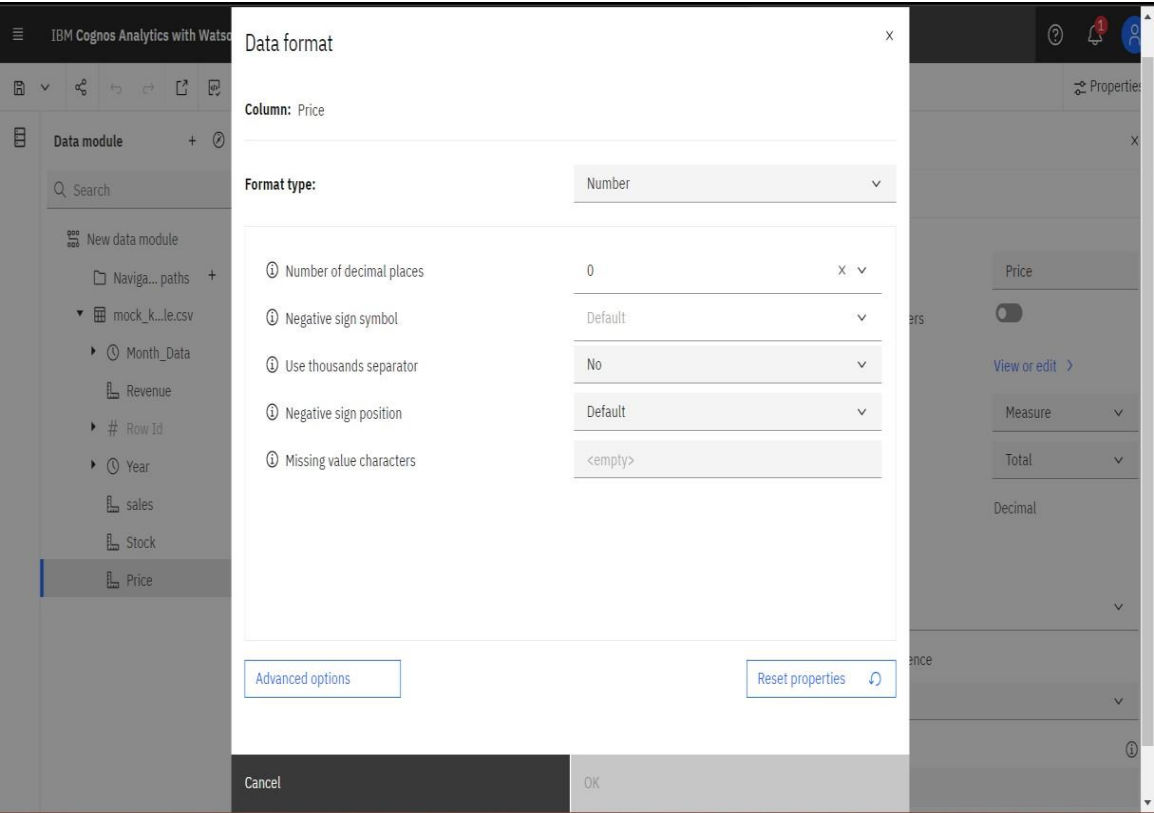 IBM Cognos Analytics with Watso
1
Properties
Data module
Search
New data module
Naviga... paths
mock_k...le.csv
Month_Data
Revenue
Row Id
Year
sales
Stock
Price
Data format
X
Column: Price
Format type:
Number
Number of decimal places
0
X
Negative sign symbol
Default
Use thousands separator
No
Negative sign position
Default
Missing value characters
<empty>
Advanced options
Reset properties
Cancel
OK
X
Price
ers
View or edit
Measure
Total
Decimal
ence